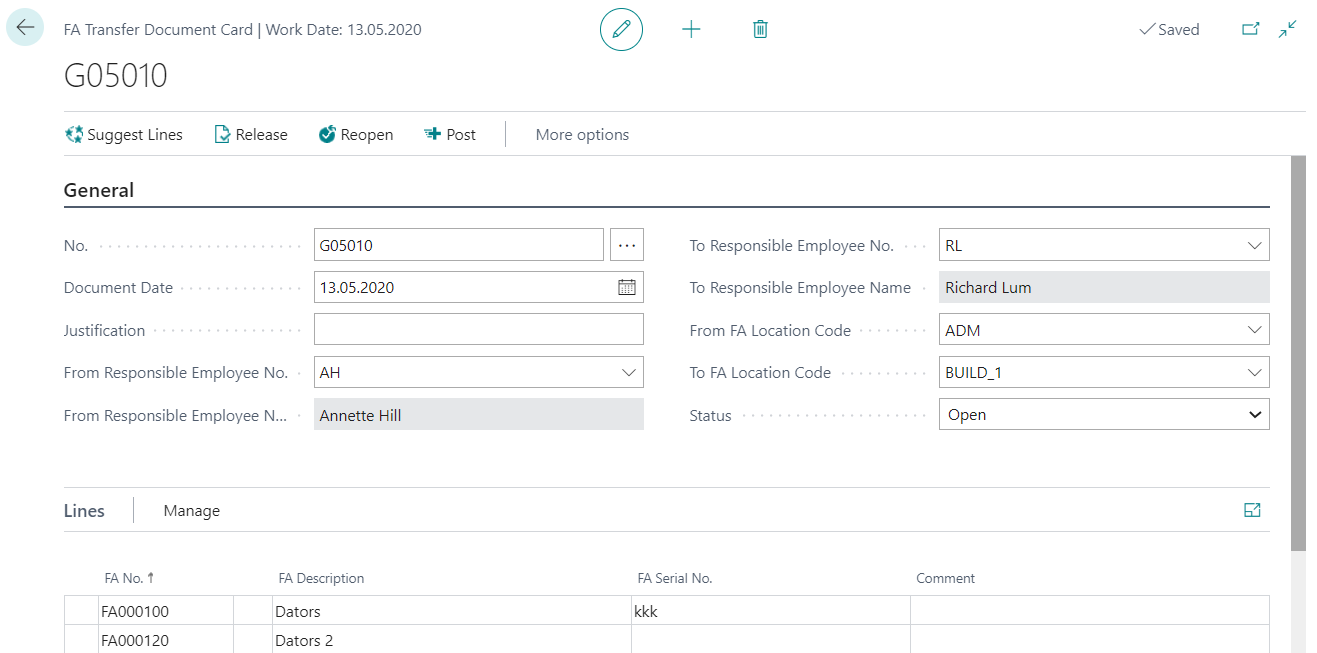 FA Transfer Document Card | Work Date: 13.05.2020
Saved
G05010
Suggest Lines Release Reopen Post More options
General
No. G05010 ...
To Responsible Employee No. RL
Document Date 13.05.2020
To Responsible Employee Name Richard Lum
Justification
From FA Location Code ADM
From Responsible Employee No. AH
To FA Location Code BUILD_1
From Responsible Employee N... Annette Hill
Status Open
Lines Manage
FA No. ↑ FA Description FA Serial No. Comment
FA000100 Dators kkk
FA000120 Dators 2